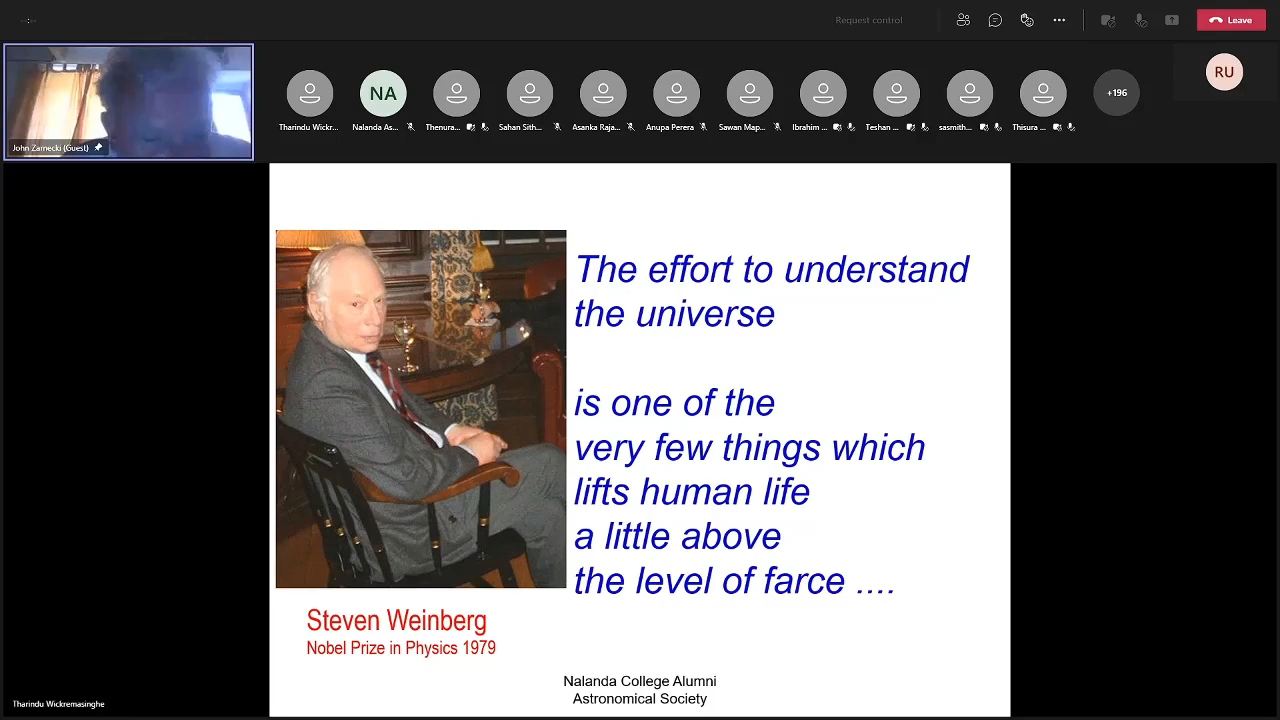 Request control
Leave
John Zarnecki (Guest)
NA
RU
+196
Tharindu Wickr...
Nalanda As...
Thenura...
Sahan Sith...
Asanka Raja...
Anupa Perera
Sawan Map...
Ibrahim ...
Teshan ...
sasmith...
Thisura ...
The effort to understand
the universe
is one of the
very few things which
lifts human life
a little above
the level of farce ....
Steven Weinberg
Nobel Prize in Physics 1979
Nalanda College Alumni
Astronomical Society
Tharindu Wickremasinghe